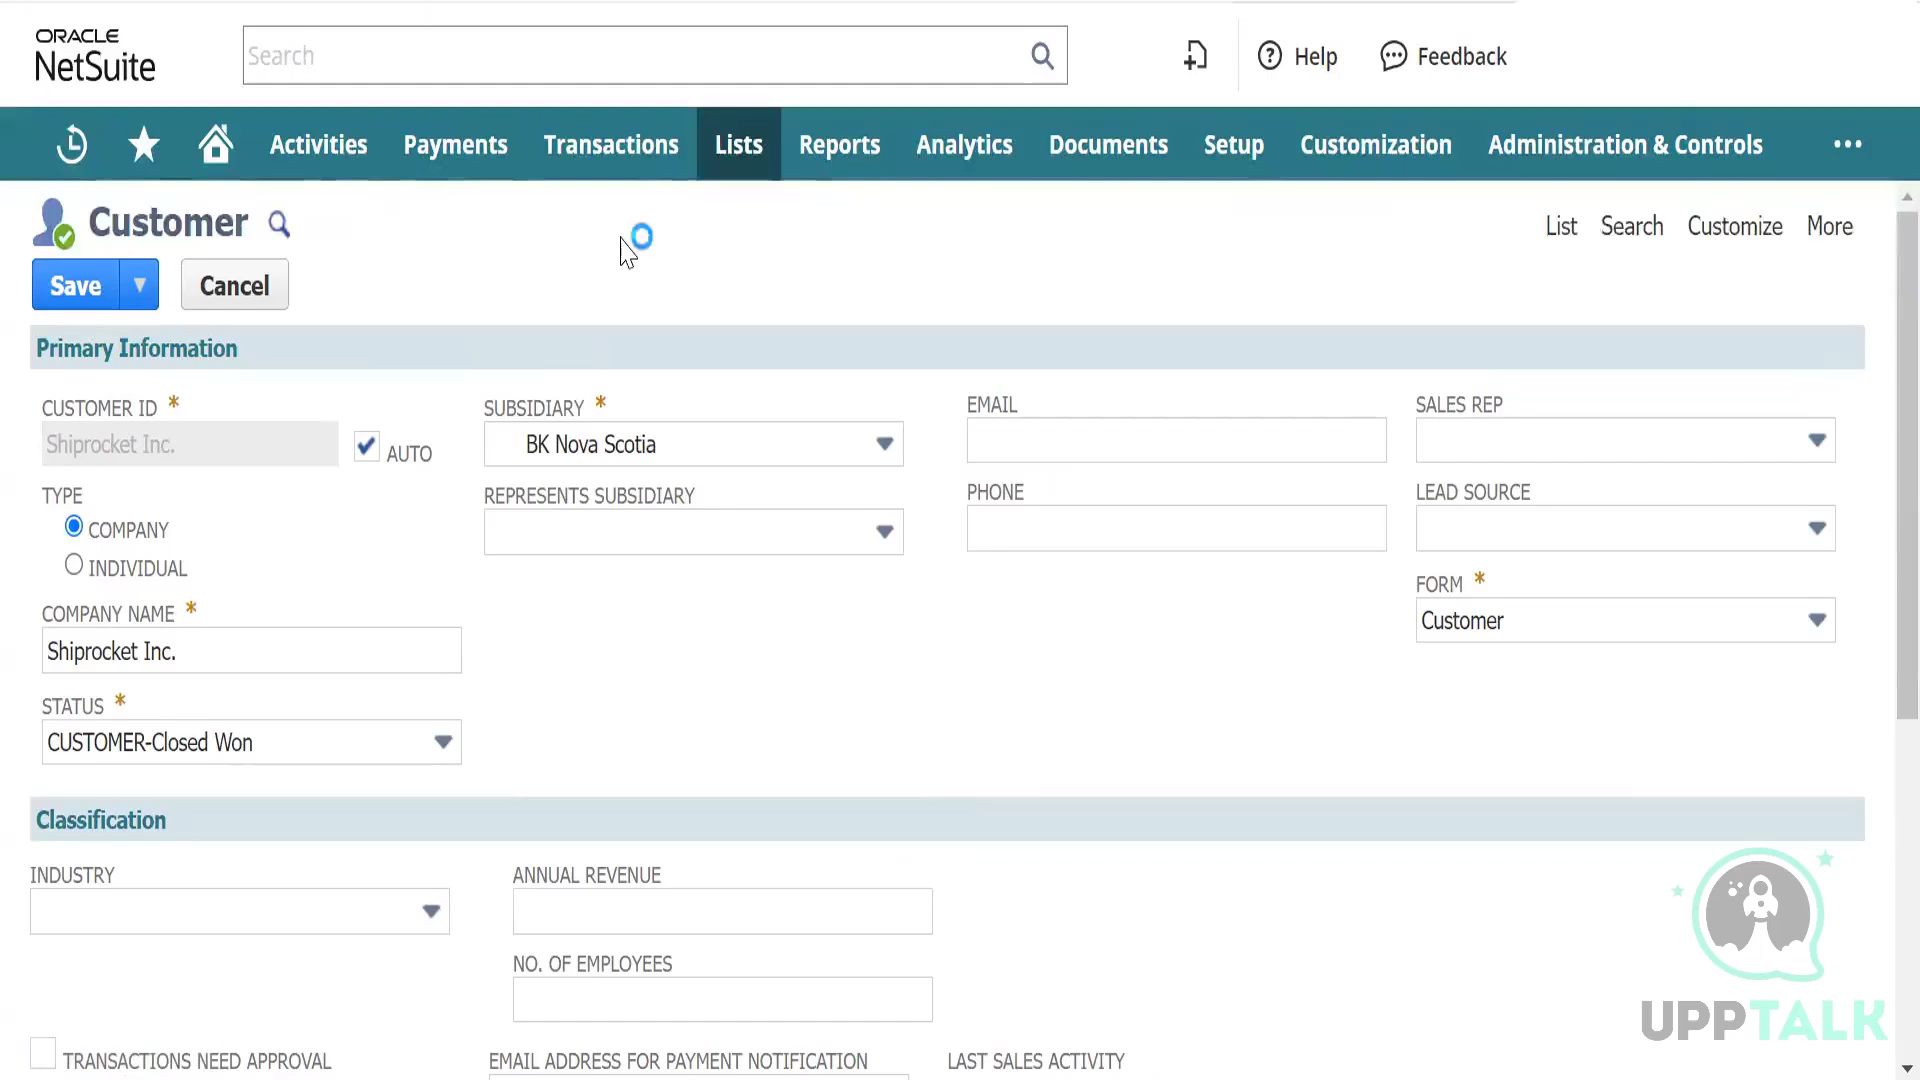 ORACLE
NetSuite
Search
Help
Feedback
Activities
Payments
Transactions
Lists
Reports
Analytics
Documents
Setup
Customization
Administration & Controls
Customer
List
Search
Customize
More
Save
Cancel
Primary Information
CUSTOMER ID *
Shiprocket Inc.
AUTO
TYPE
COMPANY
INDIVIDUAL
COMPANY NAME *
Shiprocket Inc.
STATUS *
CUSTOMER-Closed Won
SUBSIDIARY *
BK Nova Scotia
REPRESENTS SUBSIDIARY
EMAIL
PHONE
SALES REP
LEAD SOURCE
FORM *
Customer
Classification
INDUSTRY
ANNUAL REVENUE
NO. OF EMPLOYEES
TRANSACTIONS NEED APPROVAL
EMAIL ADDRESS FOR PAYMENT NOTIFICATION
LAST SALES ACTIVITY
UPPTALK